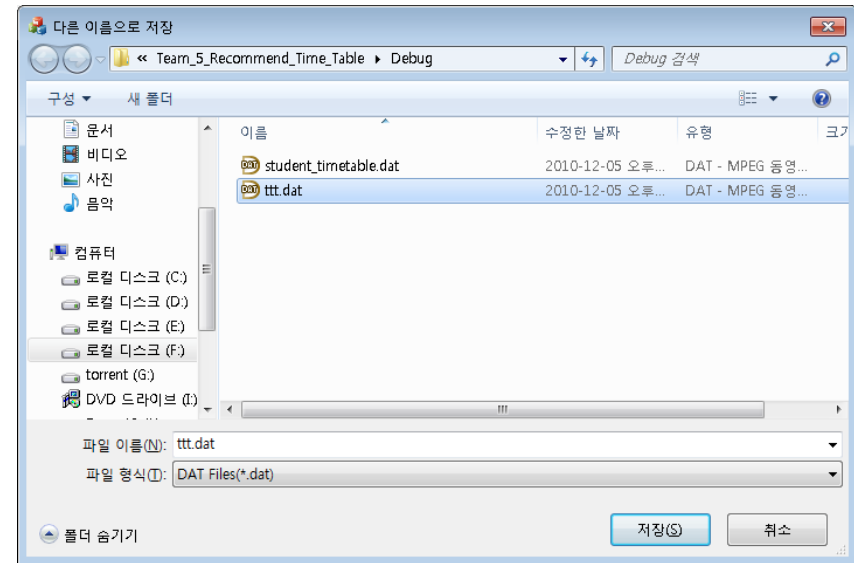 다른 이름으로 저장
« Team_5_Recommend_Time_Table ▸ Debug
Debug 검색
구성 ▼ 새 폴더
문서
비디오
사진
음악
컴퓨터
로컬 디스크 (C:)
로컬 디스크 (D:)
로컬 디스크 (E:)
로컬 디스크 (F:)
torrent (G:)
DVD 드라이브 (I:)
이름 수정한 날짜 유형 크기
student_timetable.dat 2010-12-05 오후... DAT - MPEG 동영...
ttt.dat 2010-12-05 오후... DAT - MPEG 동영...
파일 이름(N): ttt.dat
파일 형식(T): DAT Files(*.dat)
폴더 숨기기
저장(S) 취소